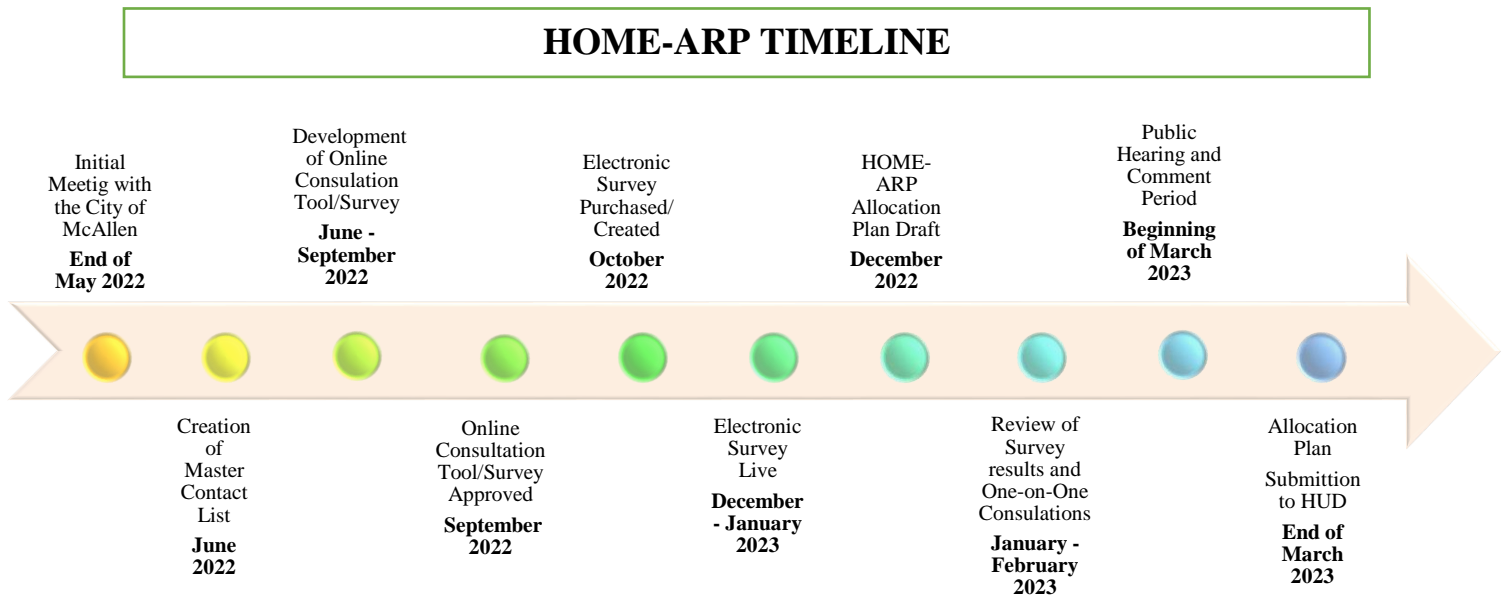 HOME-ARP TIMELINE
Initial
Meetig with
the City of
McAllen
End of
May 2022
Creation
of
Master
Contact
List
June
2022
Development
of Online
Consulation
Tool/Survey
June -
September
2022
Online
Consultation
Tool/Survey
Approved
September
2022
Electronic
Survey
Purchased/
Created
October
2022
Electronic
Survey
Live
December
- January
2023
HOME-
ARP
Allocation
Plan Draft
December
2022
Review of
Survey
results and
One-on-One
Consulations
January -
February
2023
Public
Hearing and
Comment
Period
Beginning
of March
2023
Allocation
Plan
Submittion
to HUD
End of
March
2023